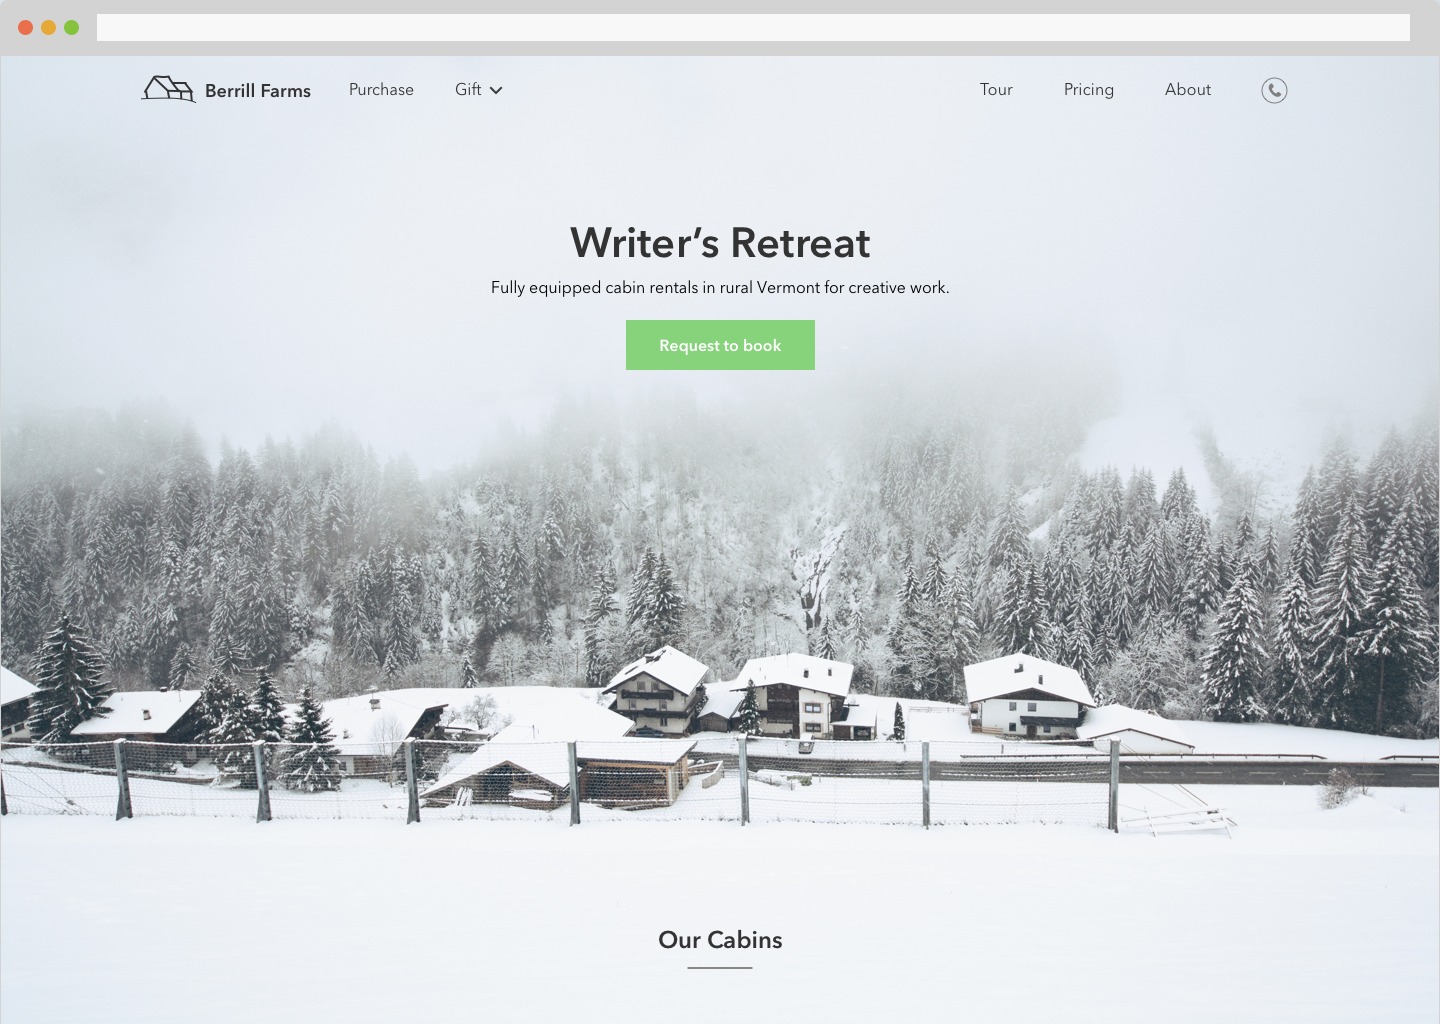 Berrill Farms
Purchase
Gift
Tour
Pricing
About
Writer’s Retreat
Fully equipped cabin rentals in rural Vermont for creative work.
Request to book
Our Cabins